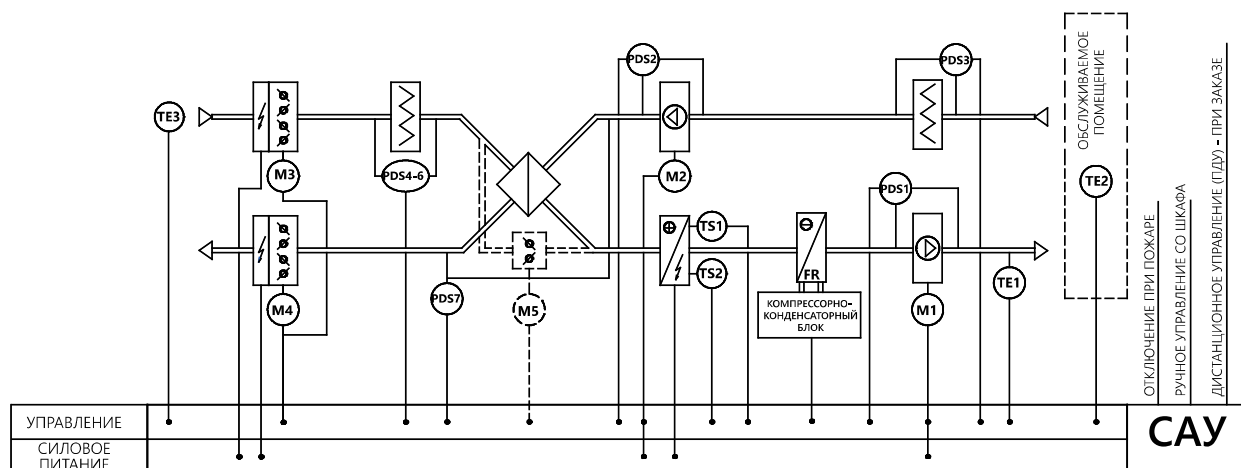 PDS2
PDS3
TE3
ОБСЛУЖИВАЕМОЕ
ПОМЕЩЕНИЕ
M3
PDS4-6
M2
PDS1
TE2
TS1
TS2
FR
TE1
КОМПРЕССОРНО-
КОНДЕНСАТОРНЫЙ
БЛОК
M4
PDS7
M5
M1
ОТКЛЮЧЕНИЕ ПРИ ПОЖАРЕ
РУЧНОЕ УПРАВЛЕНИЕ СО ШКАФА
ДИСТАНЦИОННОЕ УПРАВЛЕНИЕ (ПДУ) - ПРИ ЗАКАЗЕ
УПРАВЛЕНИЕ
СИЛОВОЕ
ПИТАНИЕ
САУ